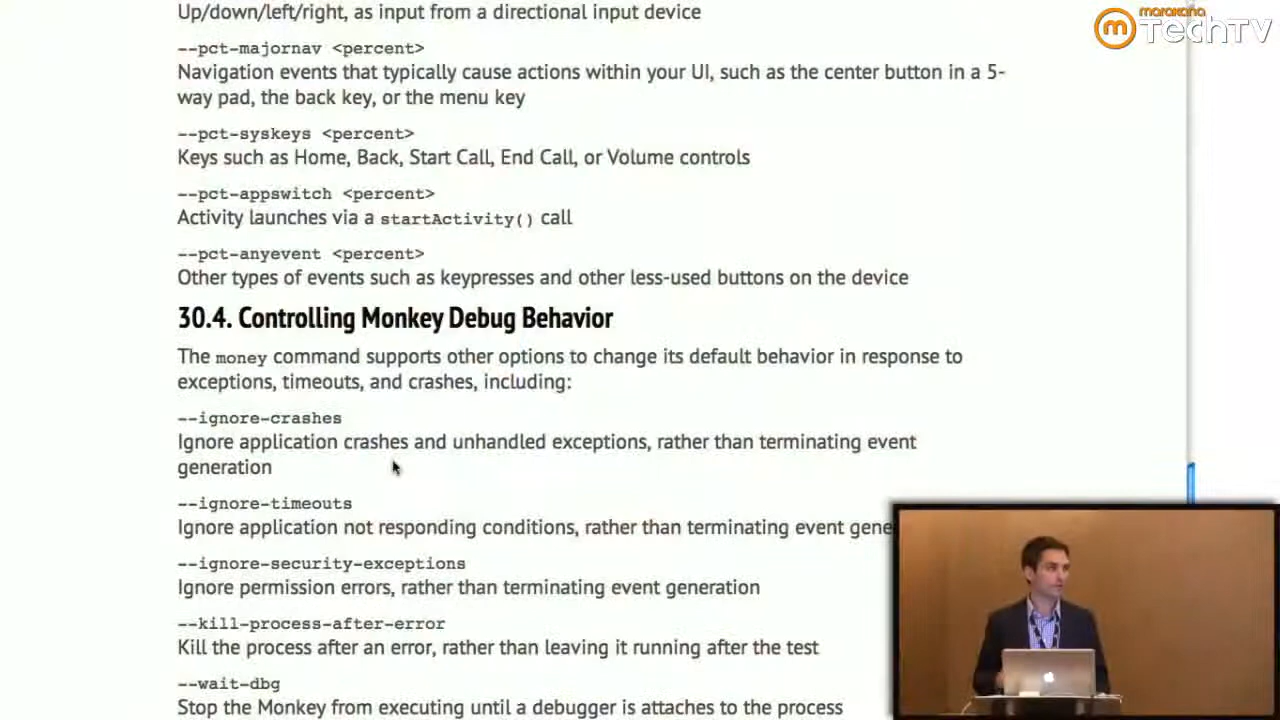 Up/down/left/right, as input from a directional input device
--pct-majornav <percent>
Navigation events that typically cause actions within your UI, such as the center button in a 5-
way pad, the back key, or the menu key
--pct-syskeys <percent>
Keys such as Home, Back, Start Call, End Call, or Volume controls
--pct-appswitch <percent>
Activity launches via a startActivity() call
--pct-anyevent <percent>
Other types of events such as keypresses and other less-used buttons on the device
30.4. Controlling Monkey Debug Behavior
The money command supports other options to change its default behavior in response to
exceptions, timeouts, and crashes, including:
--ignore-crashes
Ignore application crashes and unhandled exceptions, rather than terminating event
generation
--ignore-timeouts
Ignore application not responding conditions, rather than terminating event gene
--ignore-security-exceptions
Ignore permission errors, rather than terminating event generation
--kill-process-after-error
Kill the process after an error, rather than leaving it running after the test
--wait-dbg
Stop the Monkey from executing until a debugger is attaches to the process
marakana
m TechTV